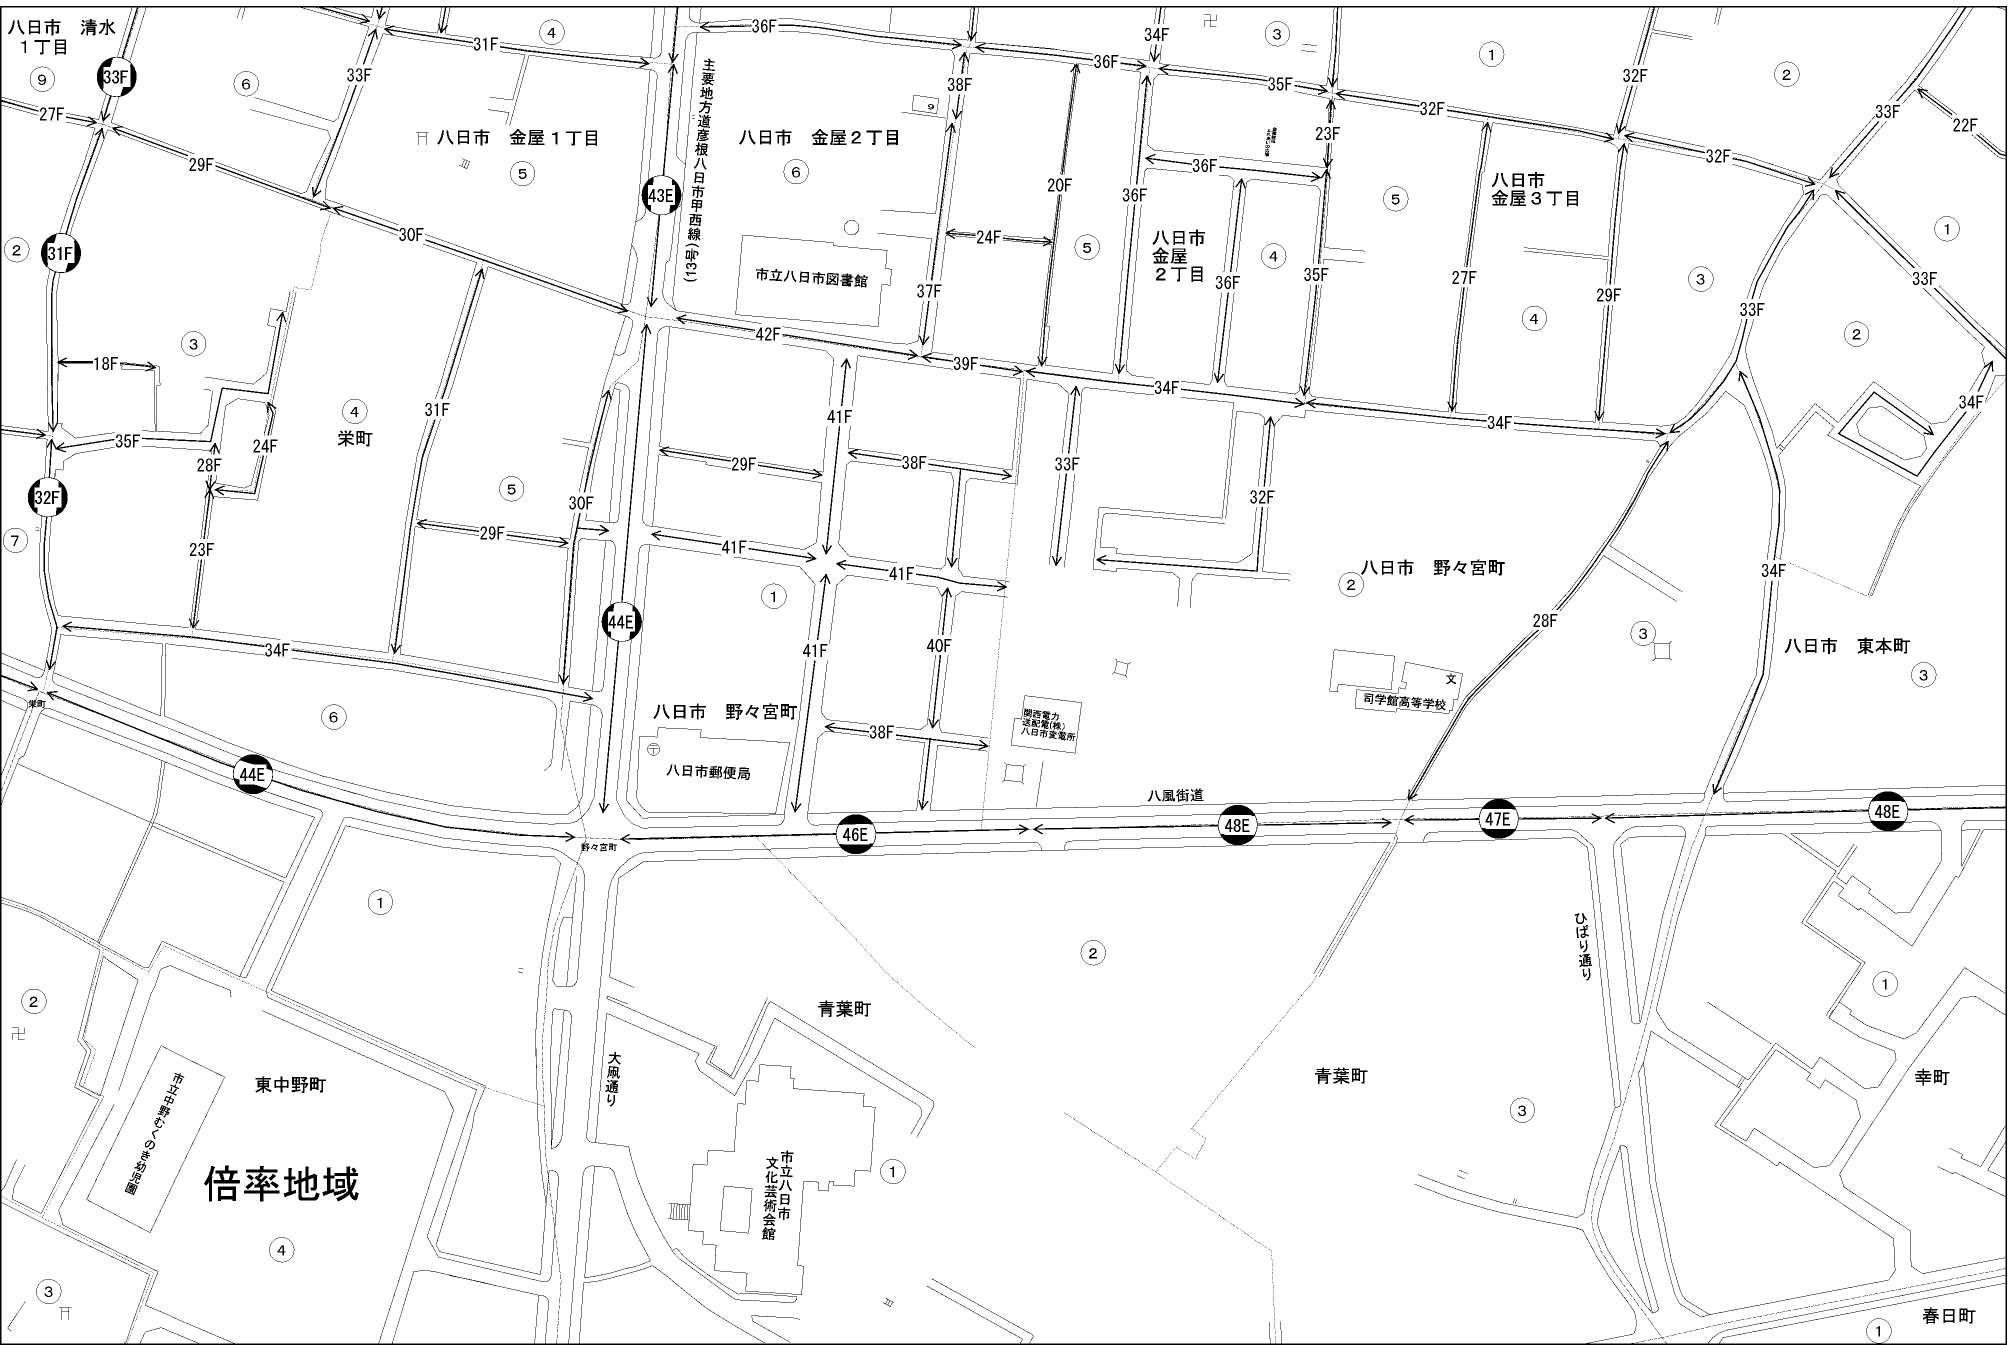 八日市　清水
１丁目
9
33F
27F
6
33F
31F
4
36F
38F
36F
34F
卍
3
35F
1
32F
32F
2
33F
22F
29F
八日市　金屋１丁目
5
主要地方道彦根八日市甲西線(13号)
八日市　金屋２丁目
9
6
20F
36F
36F
23F
5
八日市
金屋３丁目
32F
1
2
31F
30F
43E
市立八日市図書館
24F
37F
5
八日市
金屋
２丁目
4
36F
35F
27F
4
29F
3
33F
33F
2
18F
3
42F
39F
34F
34F
34F
35F
28F
24F
4
栄町
31F
41F
29F
38F
33F
32F
32F
7
23F
5
30F
29F
41F
41F
1
八日市　野々宮町
2
34F
28F
3
34F
44E
41F
40F
八日市　東本町
3
文
司学館高等学校
栄町
6
八日市　野々宮町
〒
八日市郵便局
38F
関西電力
送配電(株)
八日市変電所
44E
八風街道
46E
48E
47E
48E
野々宮町
1
2
ひばり通り
2
卍
青葉町
1
大凧通り
東中野町
青葉町
3
幸町
市立中野むくのき幼児園
倍率地域
4
市立八日市
文化芸術会館
1
3
春日町
1